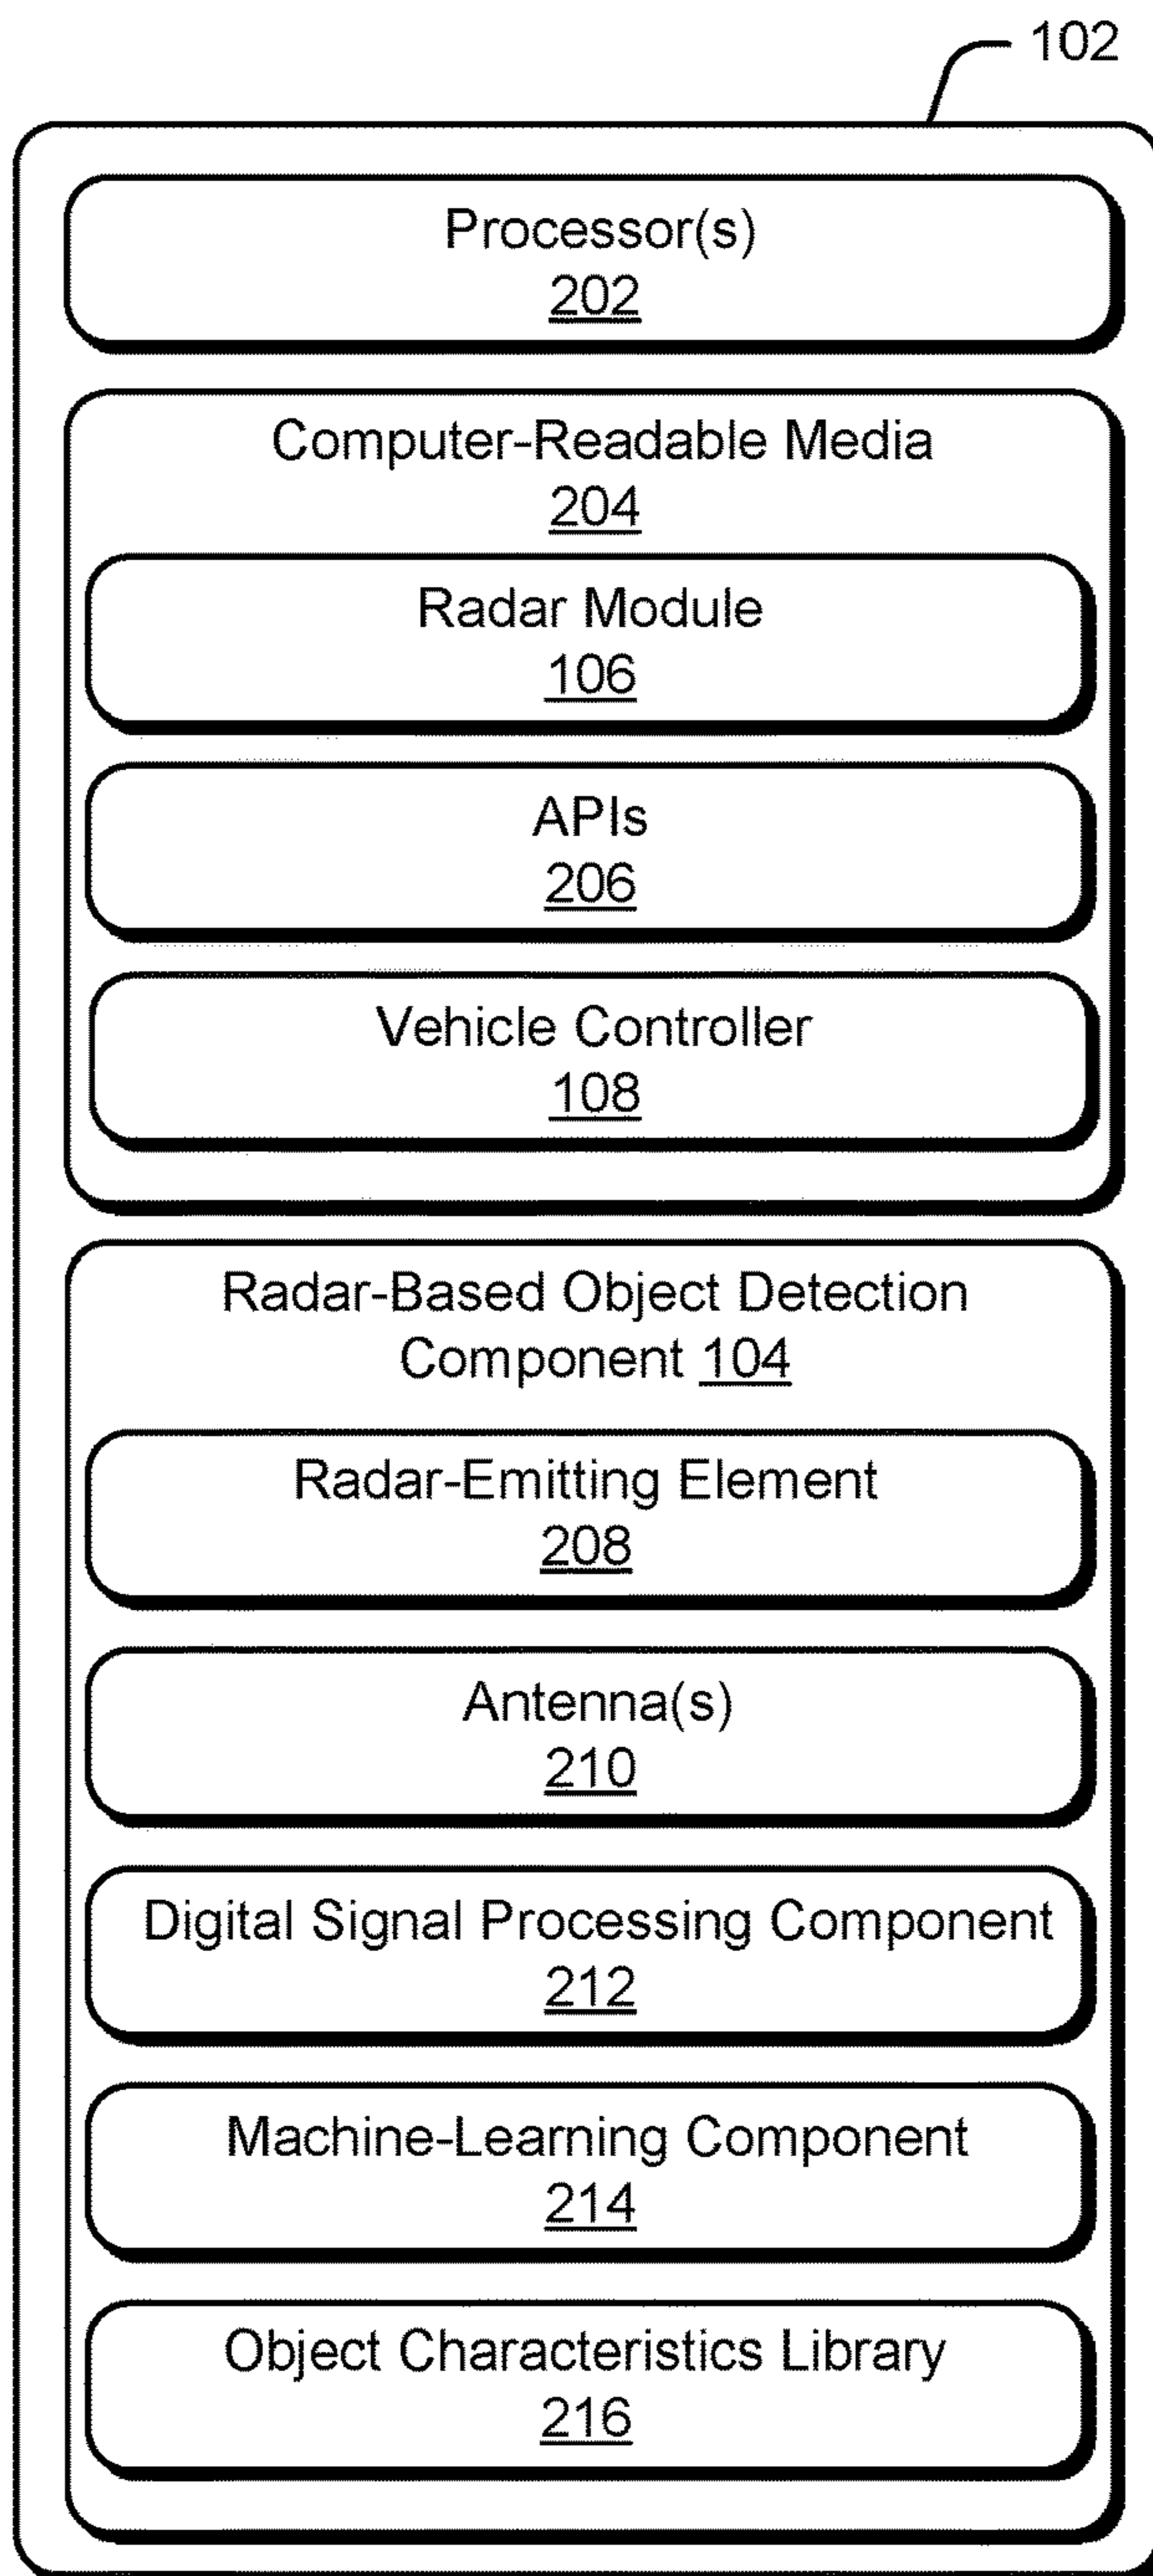 102
Processor(s)
202
Computer-Readable Media
204
Radar Module
106
APIs
206
Vehicle Controller
108
Radar-Based Object Detection
Component 104
Radar-Emitting Element
208
Antenna(s)
210
Digital Signal Processing Component
212
Machine-Learning Component
214
Object Characteristics Library
216